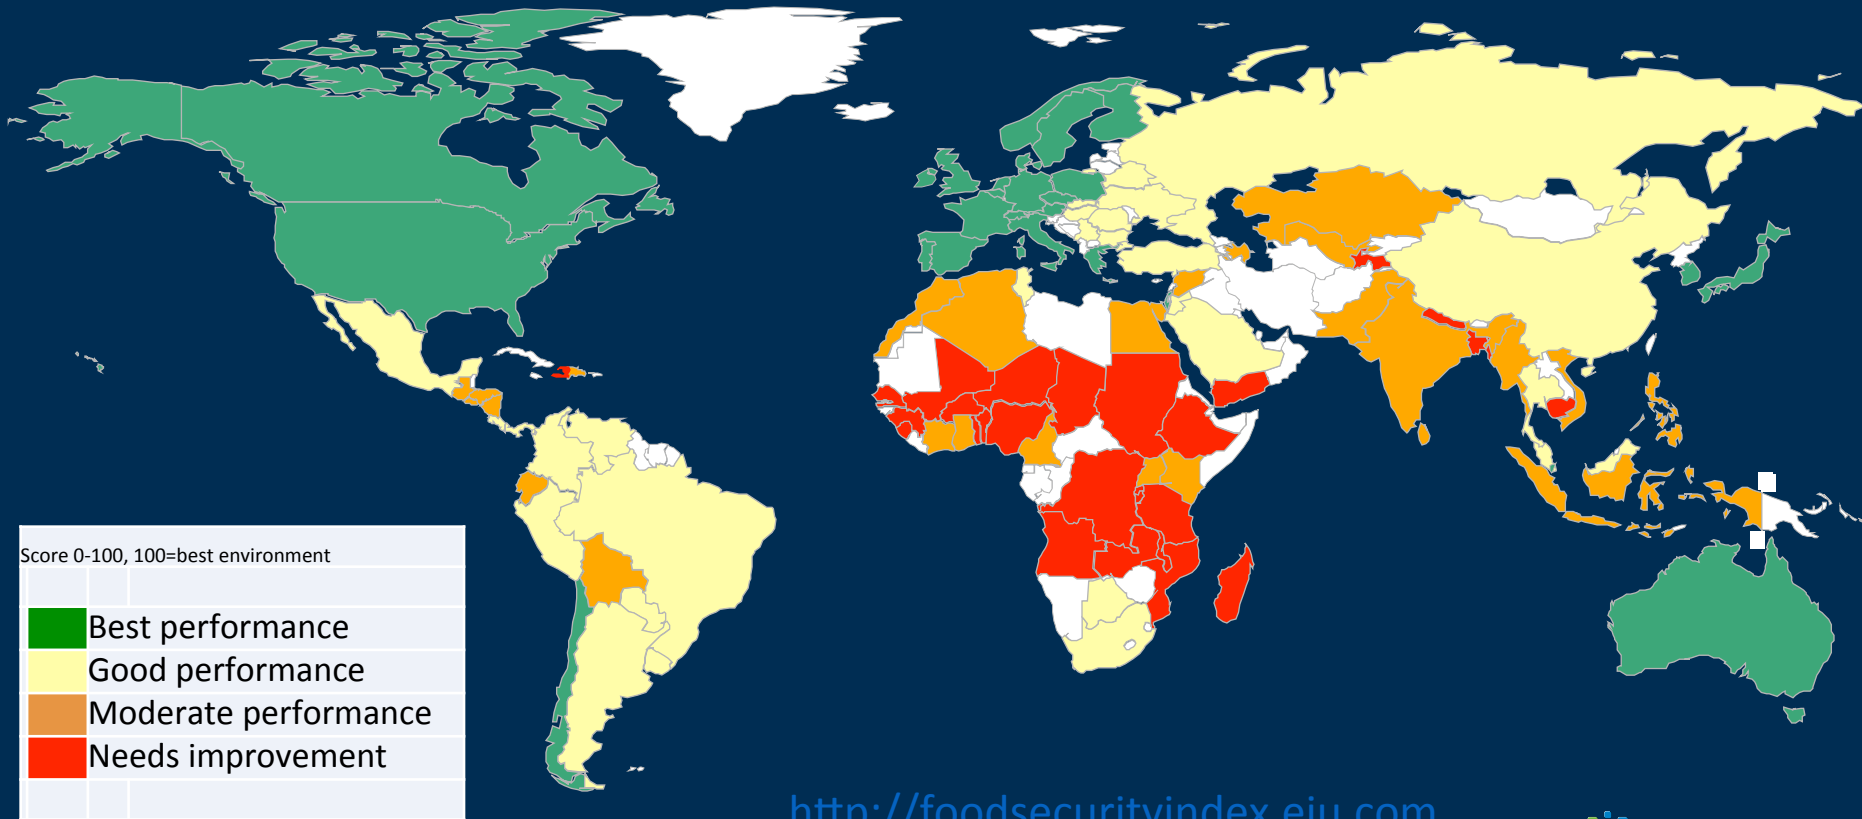 Score 0-100, 100=best environment
Best performance
Good performance
Moderate performance
Needs improvement
http://foodsecurityindex.eiu.com